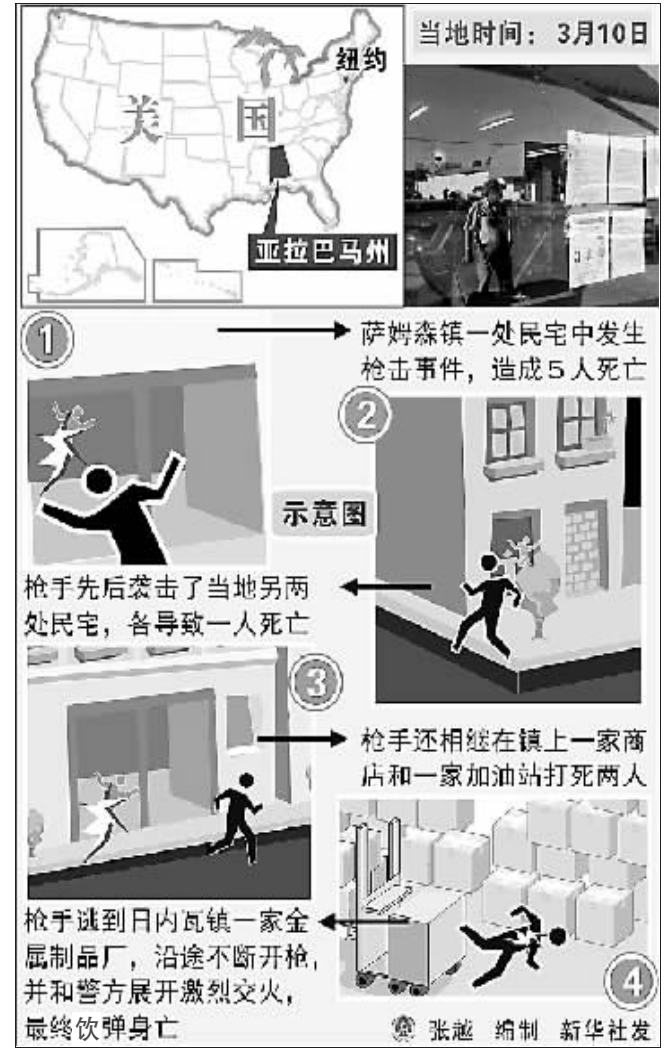 当地时间：3月10日
纽约
美 国
亚拉巴马州
1
萨姆森镇一处民宅中发生
枪击事件，造成5人死亡
2
示意图
枪手先后袭击了当地另两
处民宅，各导致一人死亡
3
枪手还相继在镇上一家商
店和一家加油站打死两人
枪手逃到日内瓦镇一家金
属制品厂，沿途不断开枪，
并和警方展开激烈交火，
最终饮弹身亡
4
张越 编制 新华社发